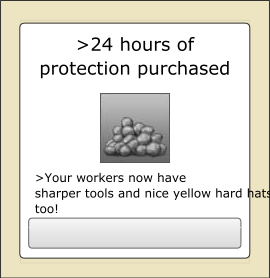 >24 hours of
protection purchased
>Your workers now have
sharper tools and nice yellow hard hats
too!